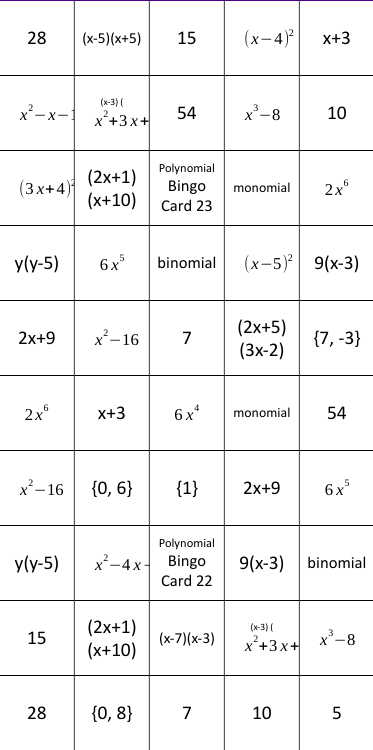 28 (x-5)(x+5) 15 (x−4)² x+3
x²−x−1 (x-3) ( x²+3x+ 54 x³−8 10
(3x+4)² (2x+1) (x+10) Polynomial Bingo Card 23 monomial 2x⁶
y(y-5) 6x⁵ binomial (x−5)² 9(x-3)
2x+9 x²−16 7 (2x+5) (3x-2) {7, -3}
2x⁶ x+3 6x⁴ monomial 54
x²−16 {0, 6} {1} 2x+9 6x⁵
y(y-5) x²−4x− Polynomial Bingo Card 22 9(x-3) binomial
15 (2x+1) (x+10) (x-7)(x-3) (x-3) ( x²+3x+ x³−8
28 {0, 8} 7 10 5